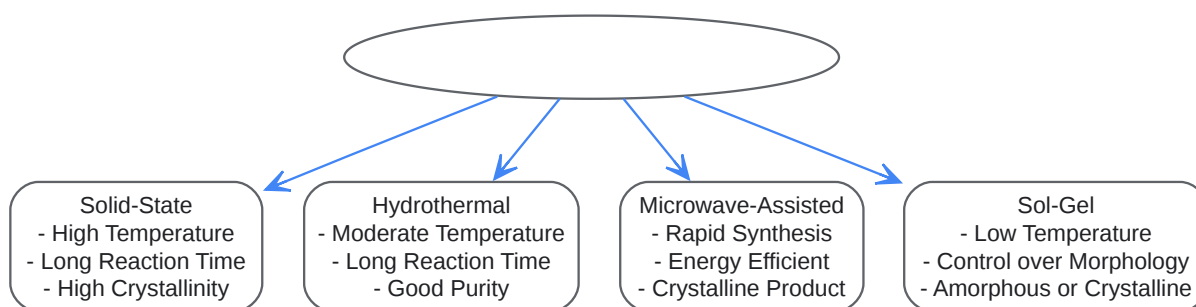 Solid-State
- High Temperature
- Long Reaction Time
- High Crystallinity
Hydrothermal
- Moderate Temperature
- Long Reaction Time
- Good Purity
Microwave-Assisted
- Rapid Synthesis
- Energy Efficient
- Crystalline Product
Sol-Gel
- Low Temperature
- Control over Morphology
- Amorphous or Crystalline